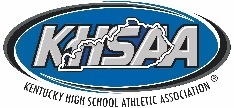 KHSAA
KENTUCKY HIGH SCHOOL ATHLETIC ASSOCIATION ®